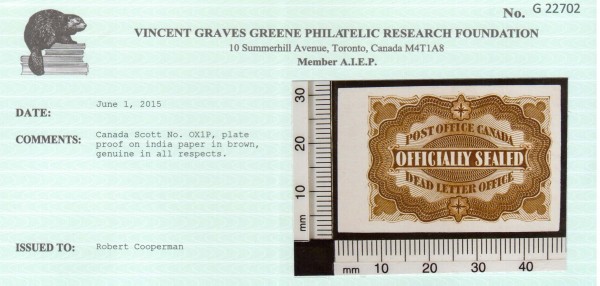 No. G 22702
VINCENT GRAVES GREENE PHILATELIC RESEARCH FOUNDATION
10 Summerhill Avenue, Toronto, Canada M4T1A8
Member A.I.E.P.
DATE:
June 1, 2015
COMMENTS:
Canada Scott No. OX1P, plate
proof on india paper in brown,
genuine in all respects.
ISSUED TO:
Robert Cooperman
30
20
10
mm
POST OFFICE CANADA
OFFICIALLY SEALED
DEAD LETTER OFFICE
mm 10 20 30 40